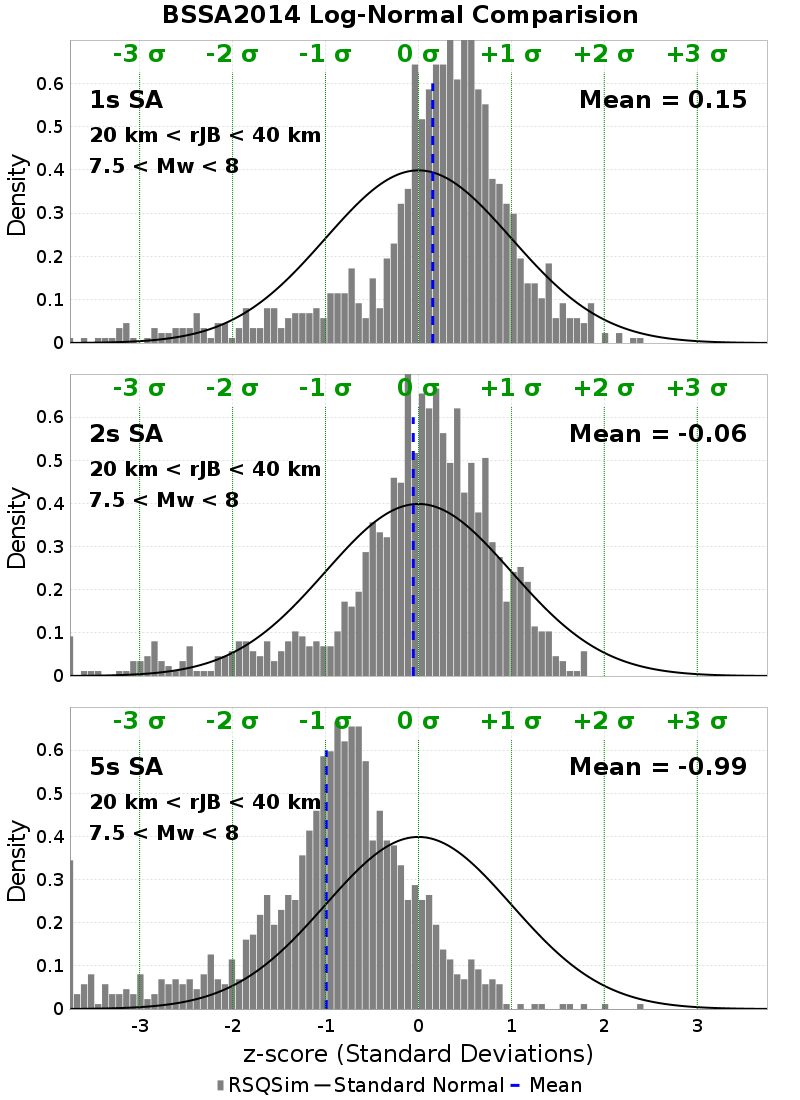 BSSA2014 Log-Normal Comparision
-3 σ -2 σ -1 σ 0 σ +1 σ +2 σ +3 σ
1s SA
Mean = 0.15
20 km < rJB < 40 km
7.5 < Mw < 8
Density
0.6
0.5
0.4
0.3
0.2
0.1
0
-3 σ -2 σ -1 σ 0 σ +1 σ +2 σ +3 σ
2s SA
Mean = -0.06
20 km < rJB < 40 km
7.5 < Mw < 8
Density
0.6
0.5
0.4
0.3
0.2
0.1
0
-3 σ -2 σ -1 σ 0 σ +1 σ +2 σ +3 σ
5s SA
Mean = -0.99
20 km < rJB < 40 km
7.5 < Mw < 8
Density
0.6
0.5
0.4
0.3
0.2
0.1
0
-3 -2 -1 0 1 2 3
z-score (Standard Deviations)
RSQSim Standard Normal Mean